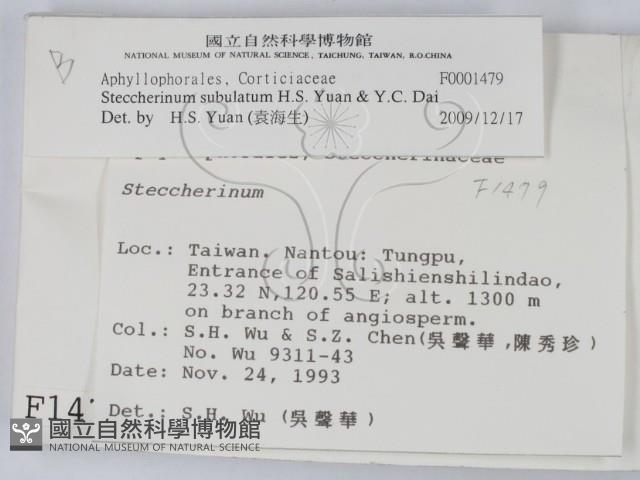 B
國立自然科學博物館
NATIONAL MUSEUM OF NATURAL SCIENCE, TAICHUNG, TAIWAN, R.O.CHINA
Aphyllophorales, Corticiaceae F0001479
Steccherinum subulatum H.S. Yuan & Y.C. Dai
Det. by H.S. Yuan (袁海生) 2009/12/17
Steccherinaceae
Steccherinum F1479
Loc.: Taiwan. Nantou: Tungpu,
Entrance of Salishienshilindao,
23.32 N,120.55 E; alt. 1300 m
on branch of angiosperm.
Col.: S.H. Wu & S.Z. Chen(吳聲華,陳秀珍)
No. Wu 9311-43
Date: Nov. 24, 1993
F14
Det.: S.H. Wu (吳聲華)
國立自然科學博物館
NATIONAL MUSEUM OF NATURAL SCIENCE